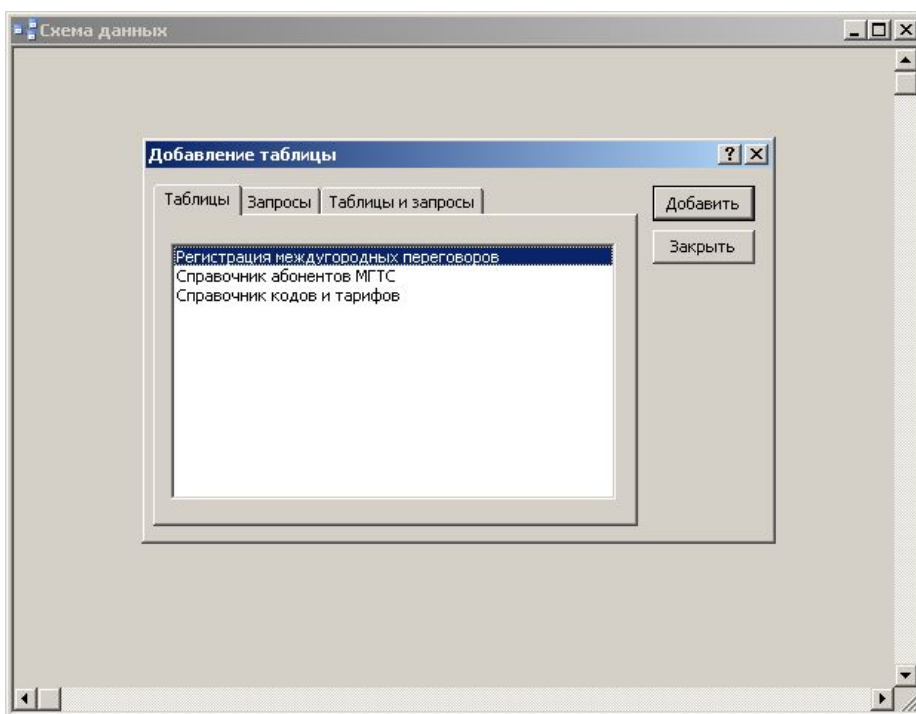 Схема данных
Добавление таблицы
Таблицы Запросы Таблицы и запросы
Добавить
Закрыть
Регистрация междугородных переговоров
Справочник абонентов МГТС
Справочник кодов и тарифов